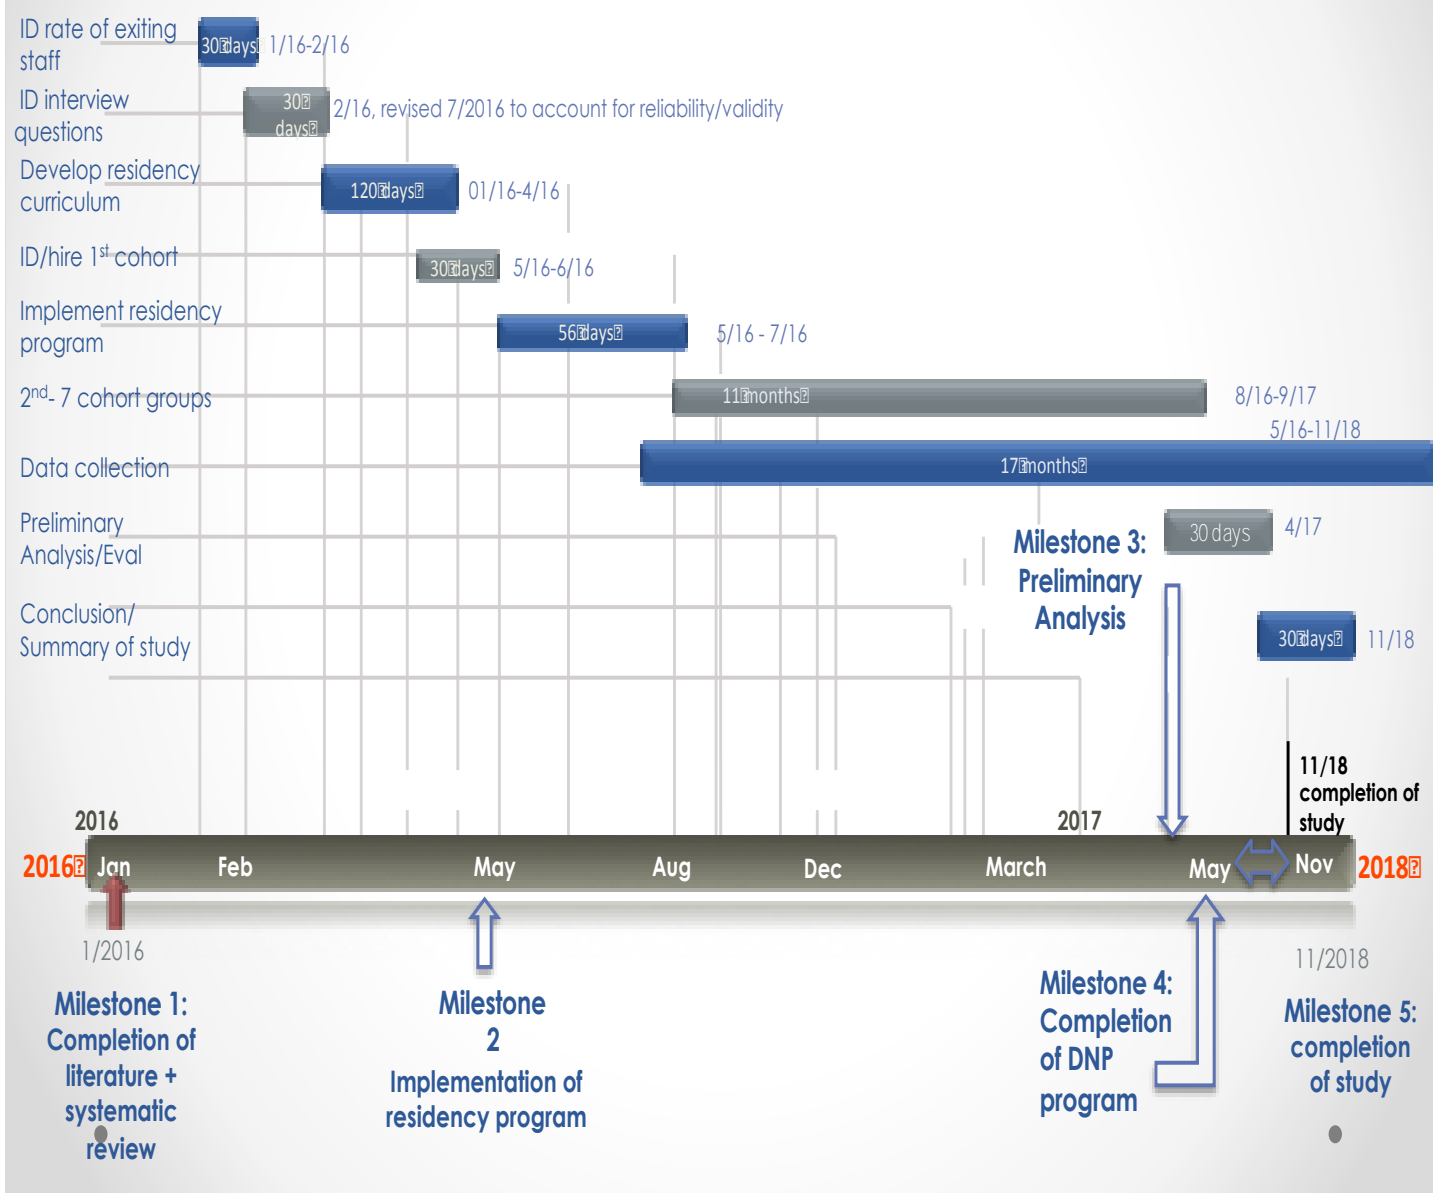 ID rate of exiting
staff
30 days
1/16-2/16
ID interview
questions
30
days
2/16, revised 7/2016 to account for reliability/validity
Develop residency
curriculum
120 days
01/16-4/16
ID/hire 1st cohort
30 days
5/16-6/16
Implement residency
program
56 days
5/16 - 7/16
2nd- 7 cohort groups
11 months
8/16-9/17
5/16-11/18
Data collection
17 months
Preliminary
Analysis/Eval
30 days
4/17
Milestone 3:
Preliminary
Analysis
Conclusion/
Summary of study
30 days
11/18
11/18
completion of
study
2016
2017
2016 Jan Feb May Aug Dec March May Nov 2018
1/2016
11/2018
Milestone 1:
Completion of
literature +
systematic
review
Milestone
2
Implementation of
residency program
Milestone 4:
Completion
of DNP
program
Milestone 5:
completion
of study